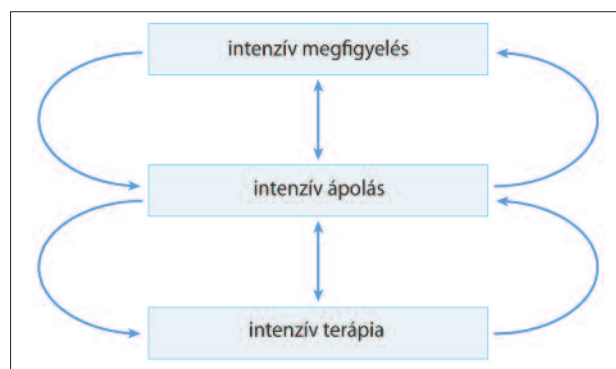 intenzív megfigyelés
intenzív ápolás
intenzív terápia